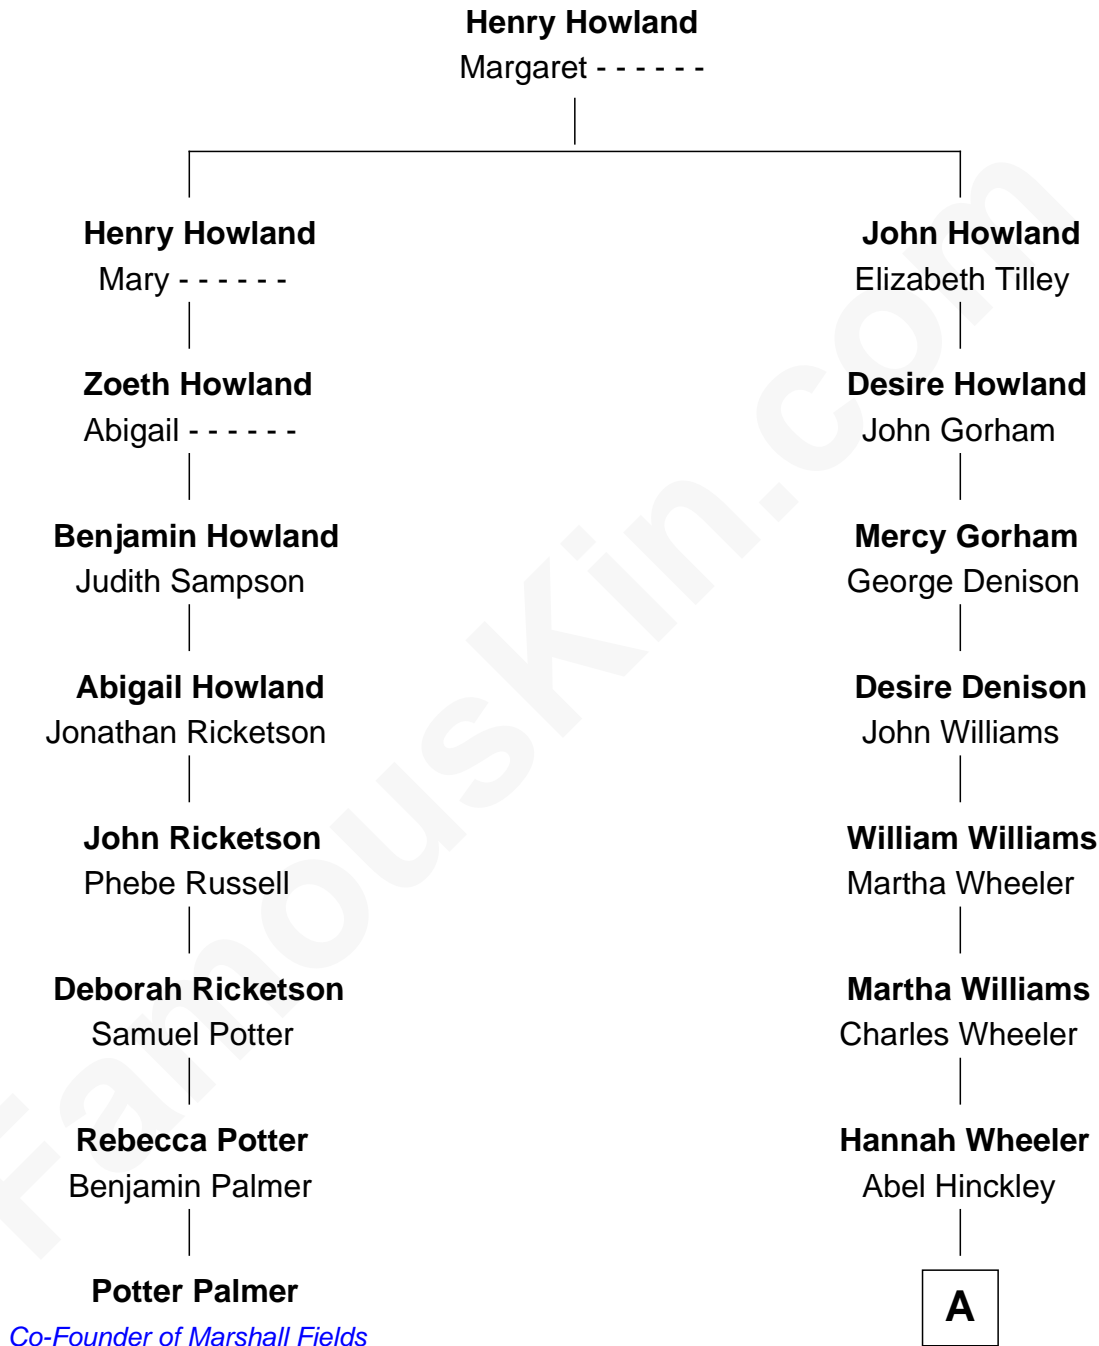 Henry Howland
Margaret - - - - - -
Henry Howland
Mary - - - - - -
John Howland
Elizabeth Tilley
Zoeth Howland
Abigail - - - - - -
Desire Howland
John Gorham
Benjamin Howland
Judith Sampson
Mercy Gorham
George Denison
Abigail Howland
Jonathan Ricketson
Desire Denison
John Williams
John Ricketson
Phebe Russell
William Williams
Martha Wheeler
Deborah Ricketson
Samuel Potter
Martha Williams
Charles Wheeler
Rebecca Potter
Benjamin Palmer
Hannah Wheeler
Abel Hinckley
Potter Palmer
Co-Founder of Marshall Fields
A
FamousKin.com